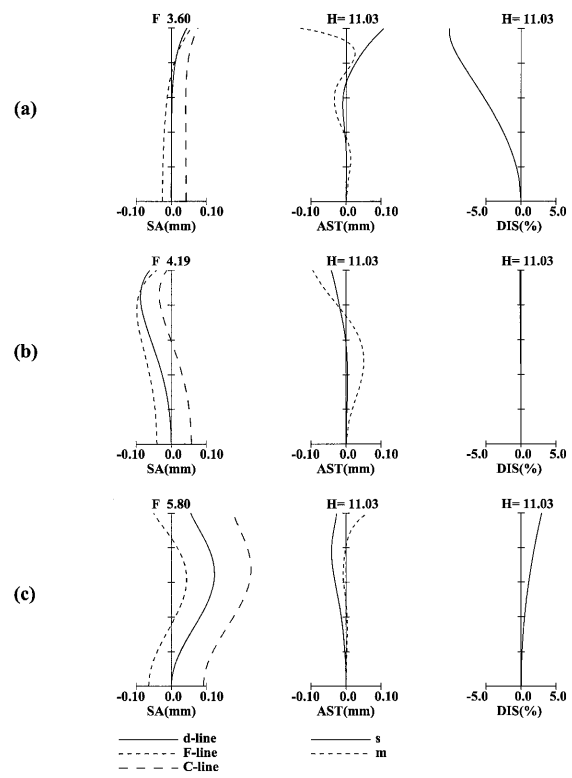 F 3.60 H= 11.03 H= 11.03
(a)
-0.10 0.0 0.10 -0.10 0.0 0.10 -5.0 0.0 5.0
SA(mm) AST(mm) DIS(%)
F 4.19 H= 11.03 H= 11.03
(b)
-0.10 0.0 0.10 -0.10 0.0 0.10 -5.0 0.0 5.0
SA(mm) AST(mm) DIS(%)
F 5.80 H= 11.03 H= 11.03
(c)
-0.10 0.0 0.10 -0.10 0.0 0.10 -5.0 0.0 5.0
SA(mm) AST(mm) DIS(%)
d-line s
F-line m
C-line